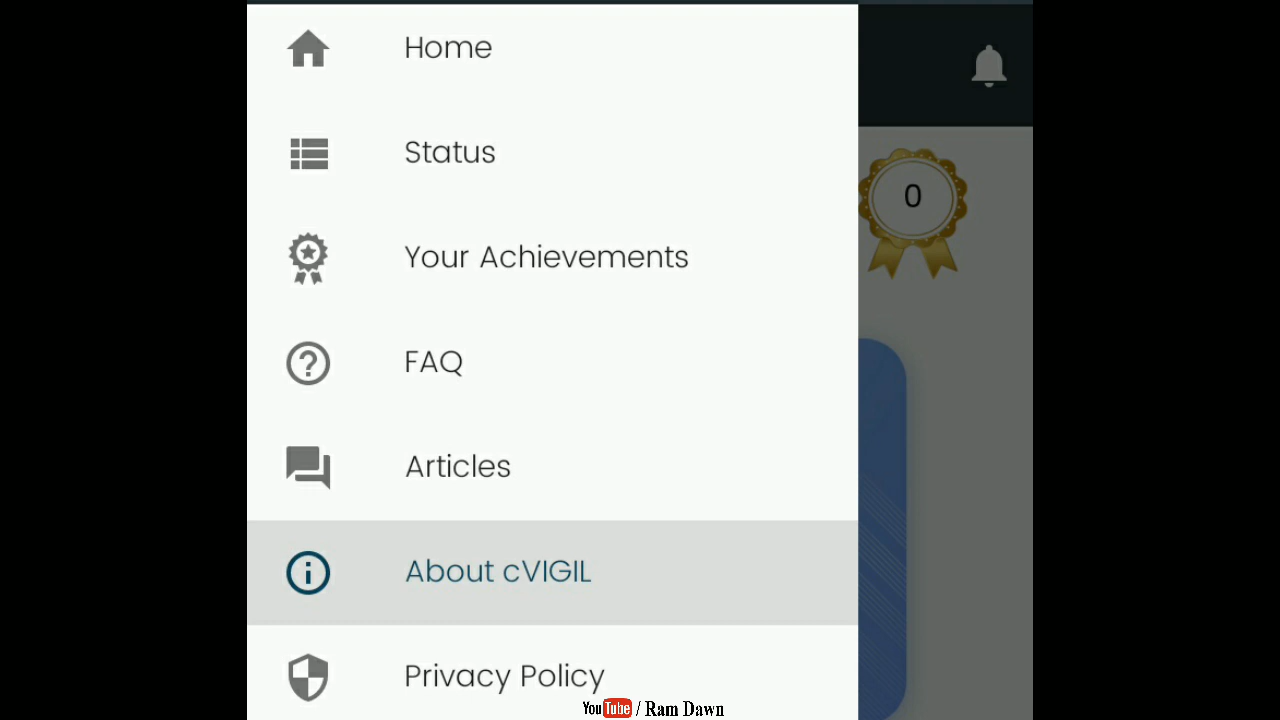 Home
Status
0
Your Achievements
FAQ
Articles
About cVIGIL
Privacy Policy
YouTube / Ram Dawn